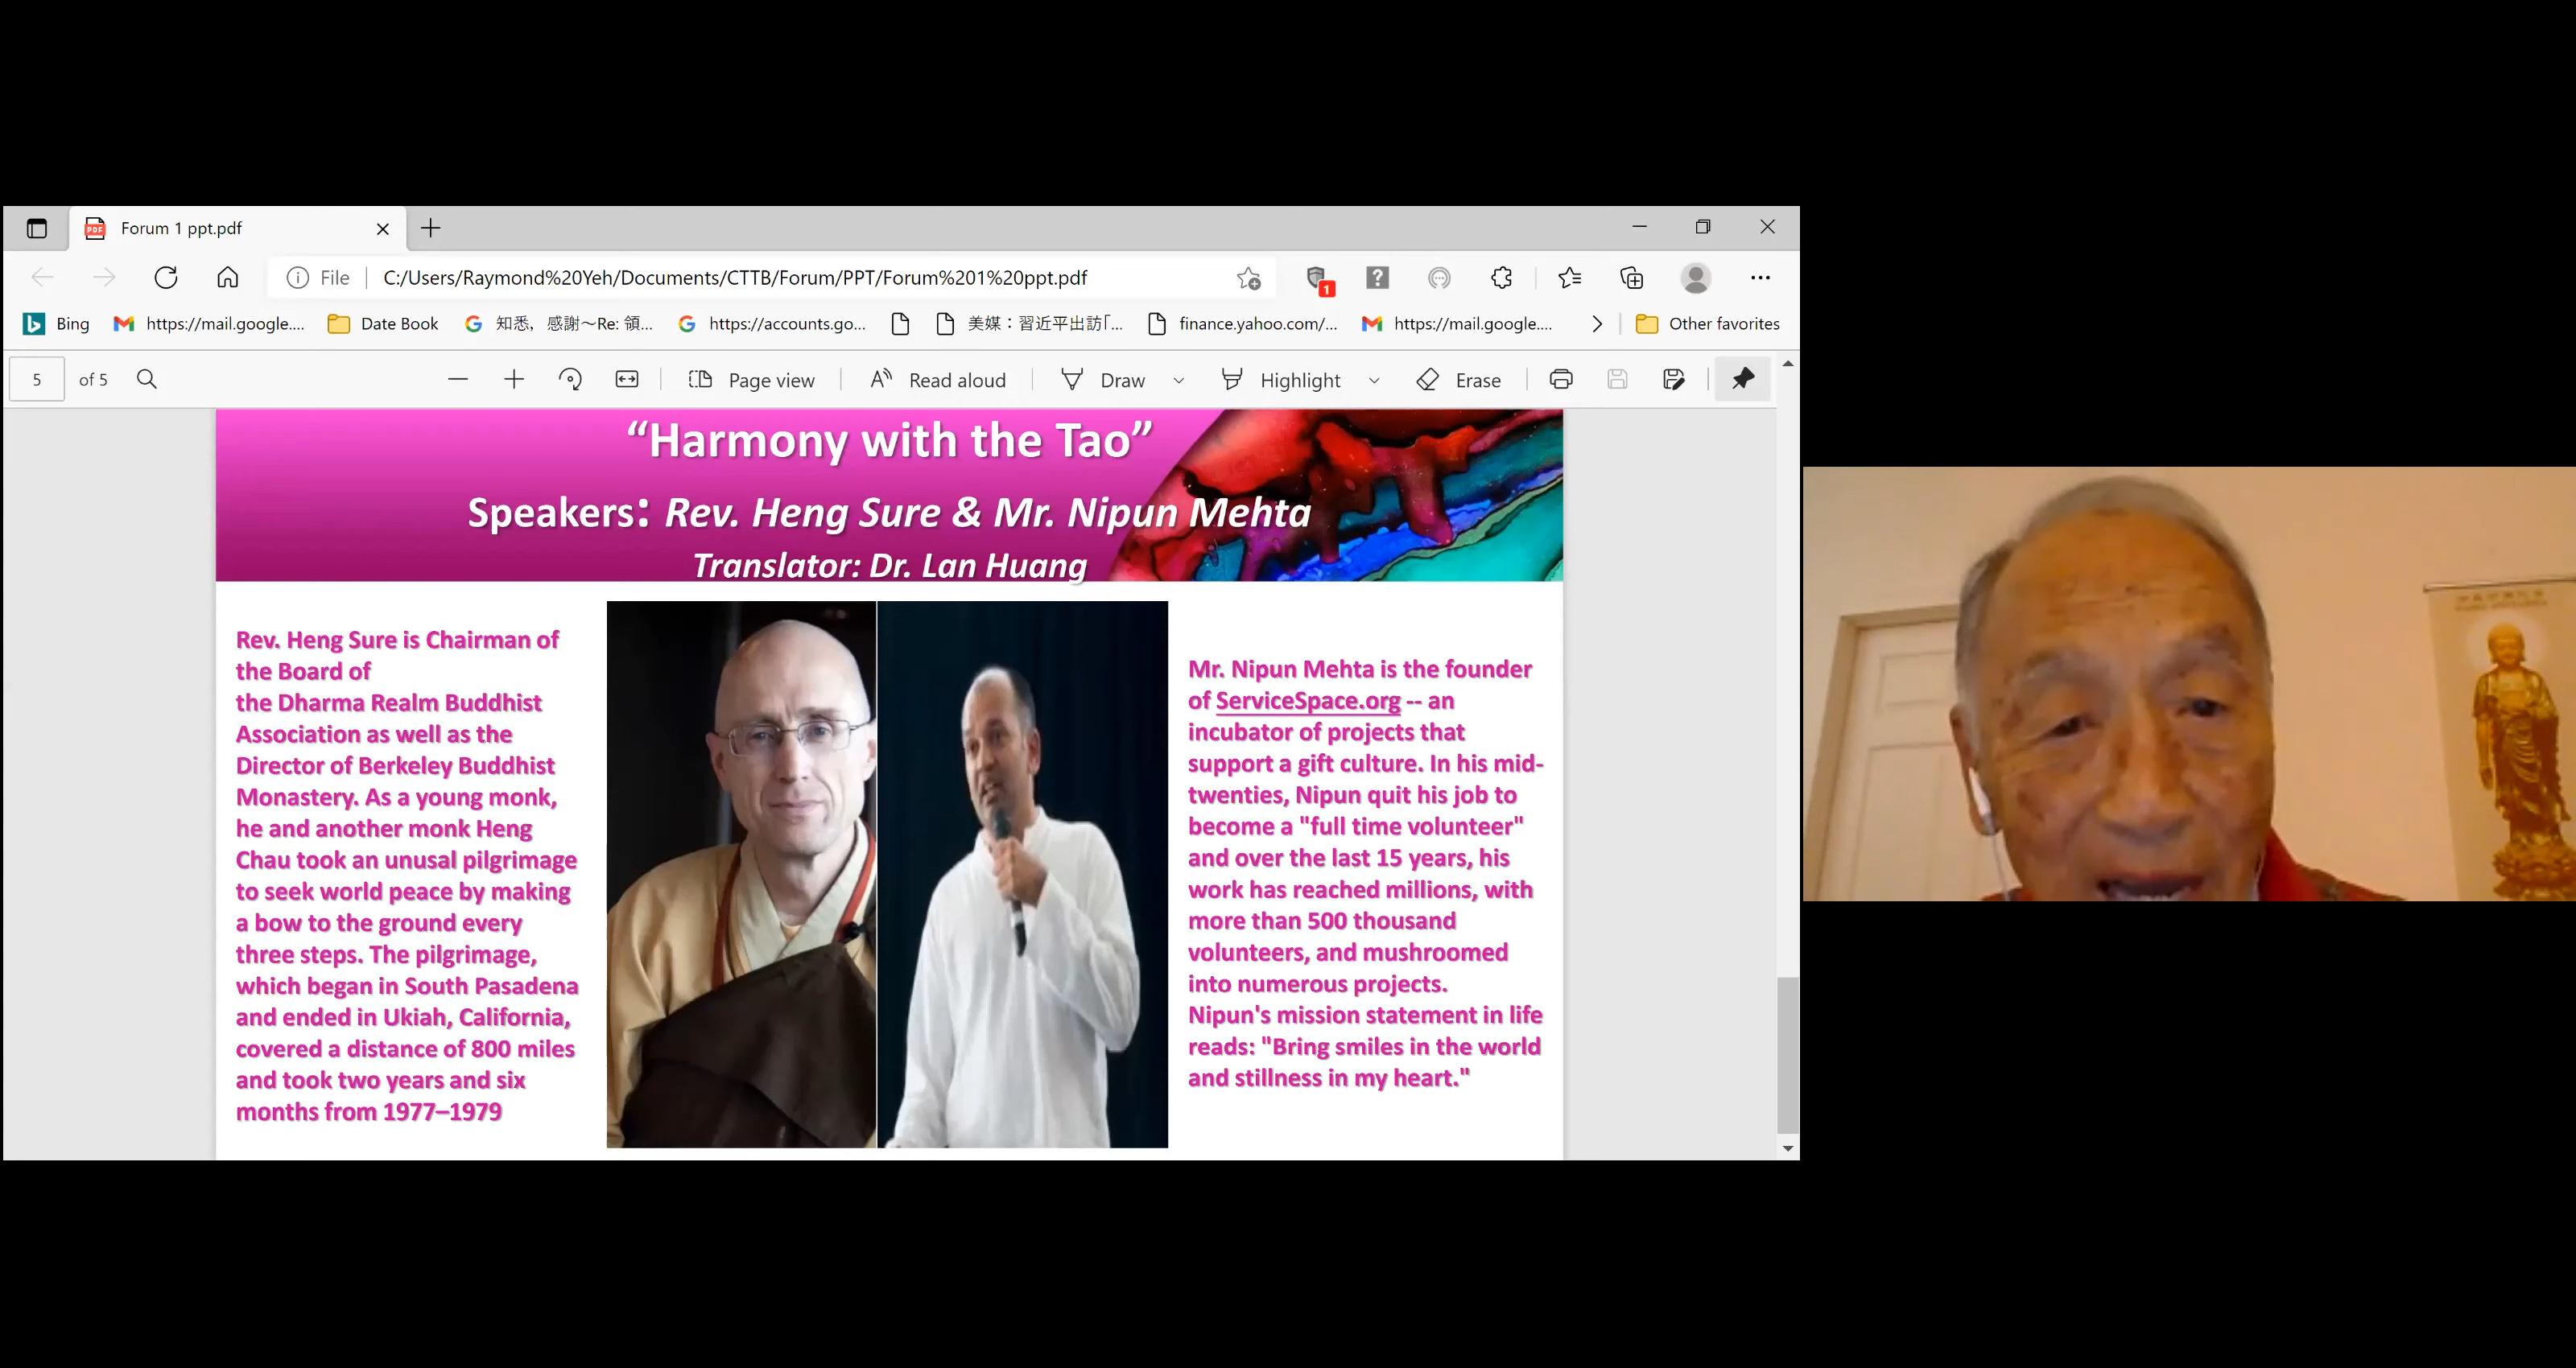 Forum 1 ppt.pdf
File
C:/Users/Raymond%20Yeh/Documents/CTTB/Forum/PPT/Forum%201%20ppt.pdf
1
Bing
https://mail.google....
Date Book
知悉，感謝～Re: 領...
https://accounts.go...
美媒：習近平出訪「...
finance.yahoo.com/...
https://mail.google....
Other favorites
5
of 5
Page view
Read aloud
Draw
Highlight
Erase
“Harmony with the Tao”
Speakers: Rev. Heng Sure & Mr. Nipun Mehta
Translator: Dr. Lan Huang
Rev. Heng Sure is Chairman of
the Board of
the Dharma Realm Buddhist
Association as well as the
Director of Berkeley Buddhist
Monastery. As a young monk,
he and another monk Heng
Chau took an unusal pilgrimage
to seek world peace by making
a bow to the ground every
three steps. The pilgrimage,
which began in South Pasadena
and ended in Ukiah, California,
covered a distance of 800 miles
and took two years and six
months from 1977–1979
Mr. Nipun Mehta is the founder
of ServiceSpace.org -- an
incubator of projects that
support a gift culture. In his mid-
twenties, Nipun quit his job to
become a "full time volunteer"
and over the last 15 years, his
work has reached millions, with
more than 500 thousand
volunteers, and mushroomed
into numerous projects.
Nipun's mission statement in life
reads: "Bring smiles in the world
and stillness in my heart."